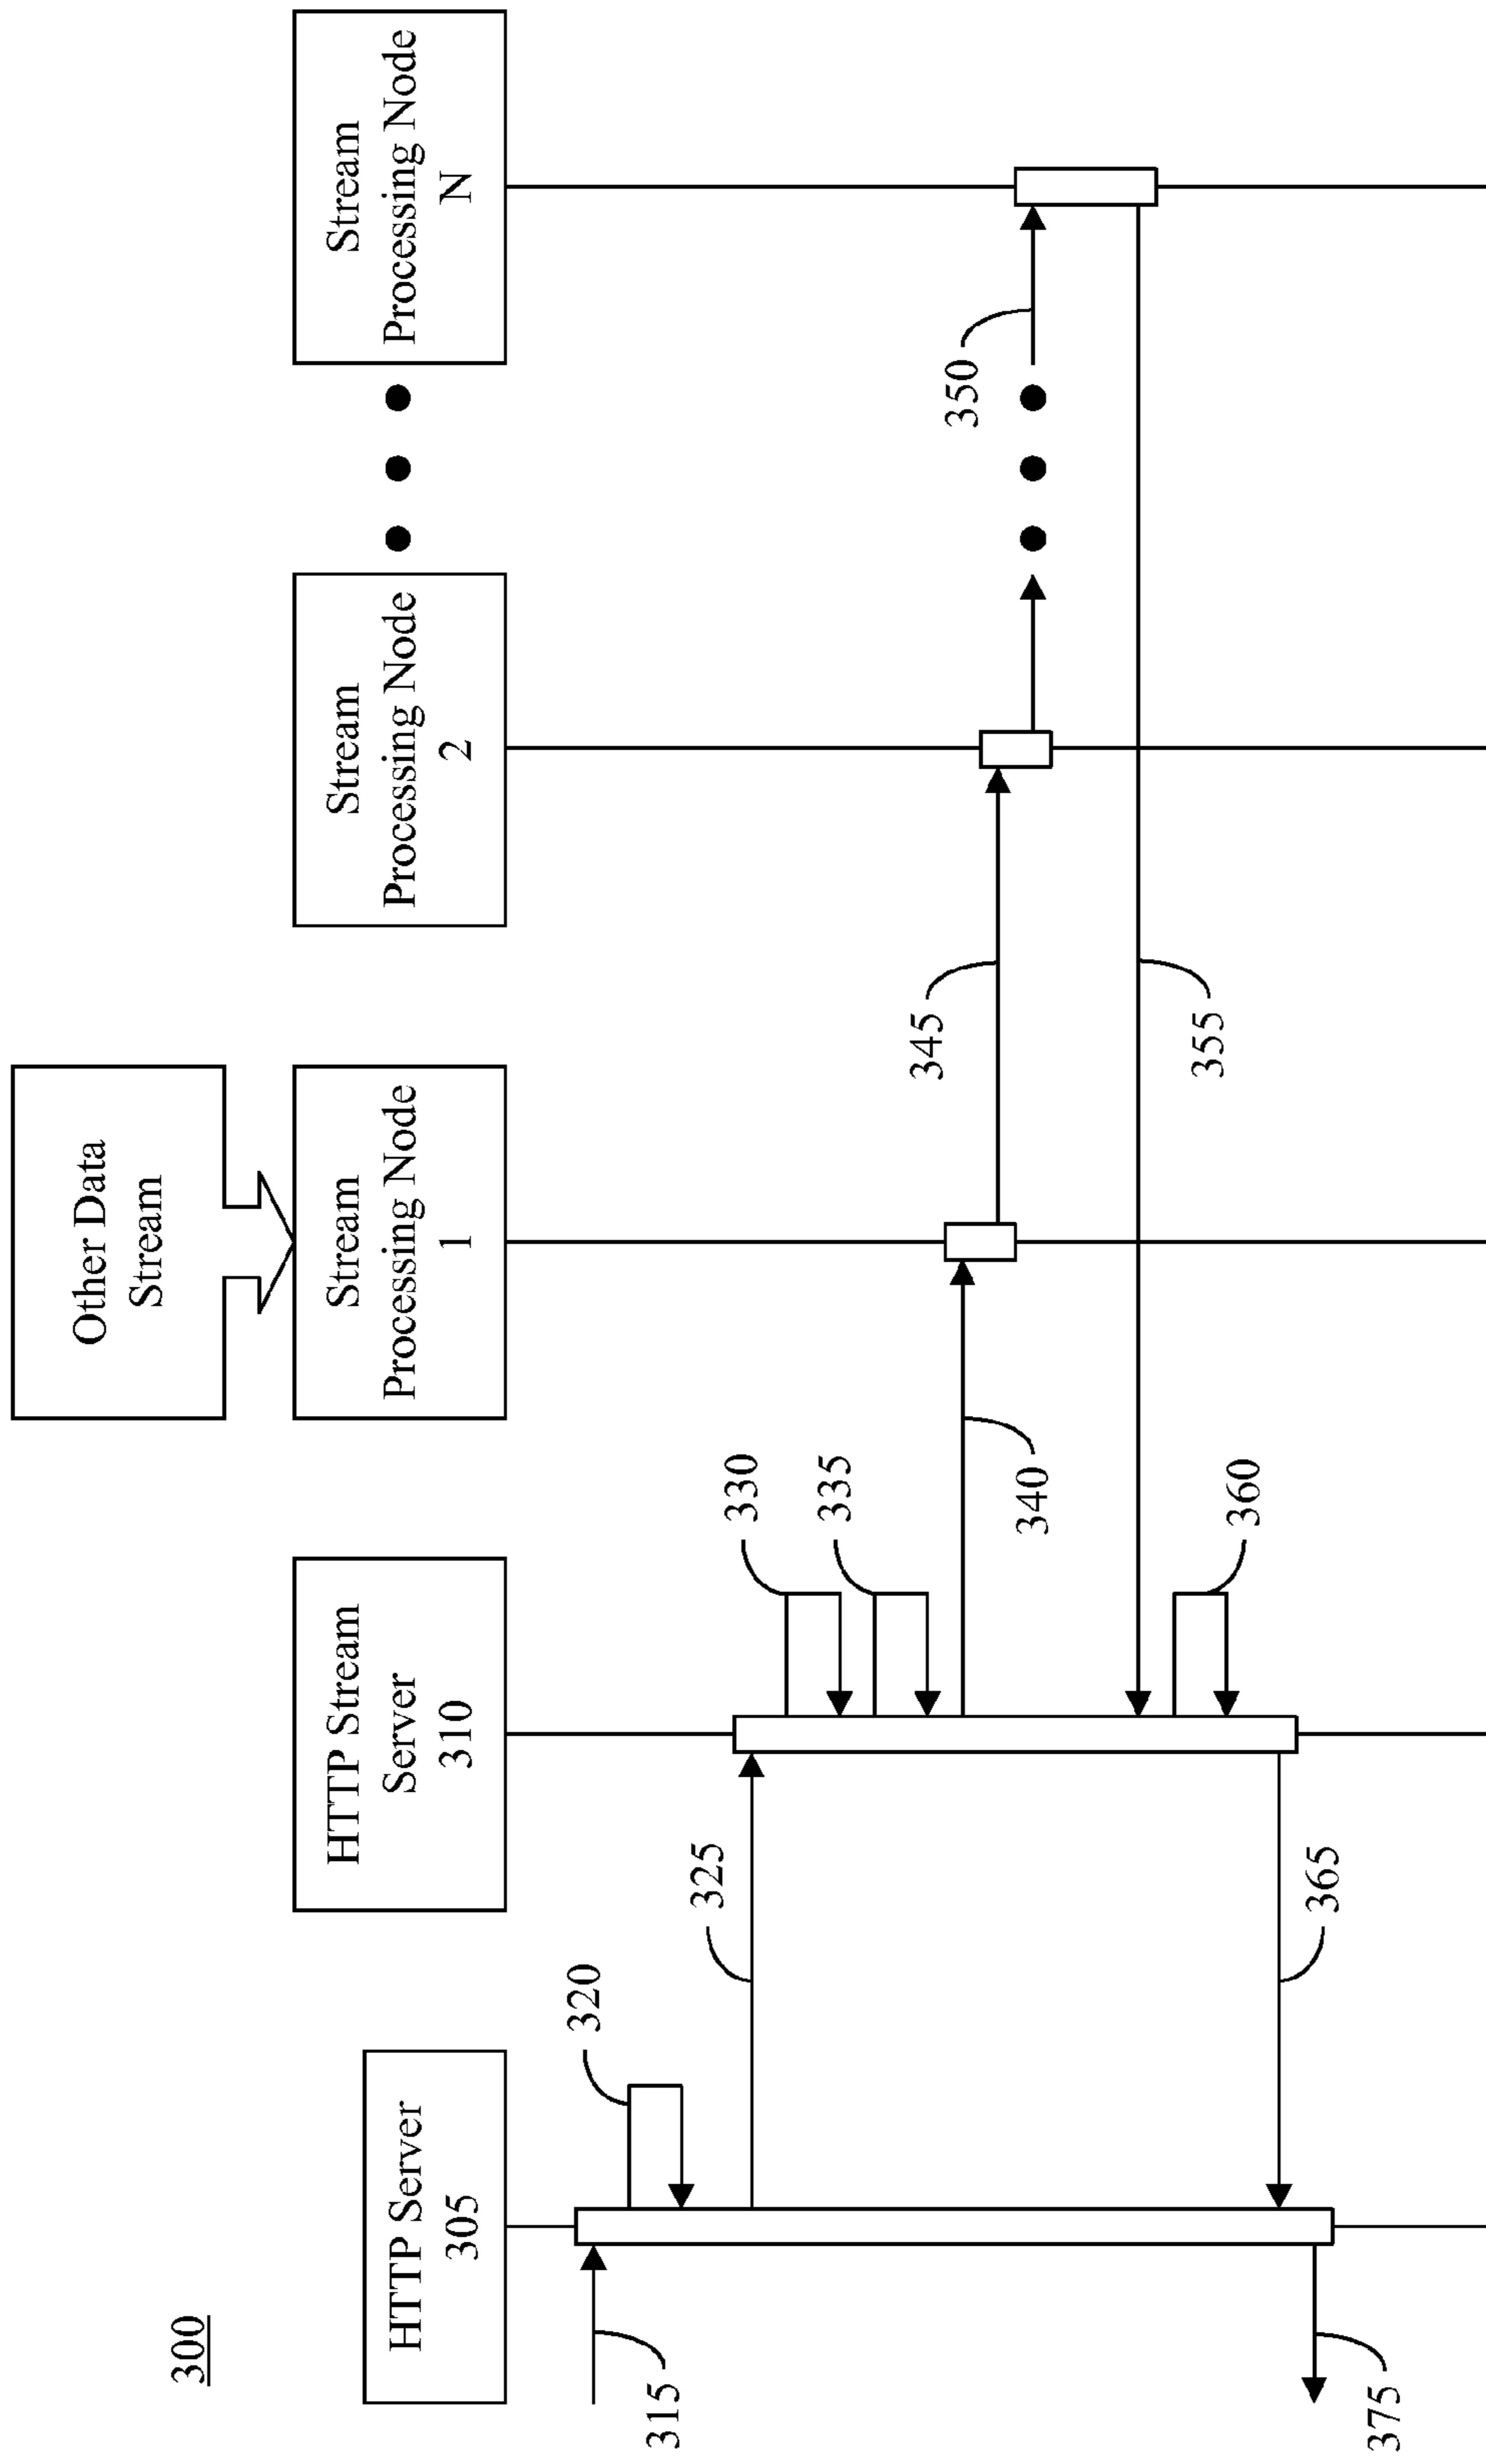 300
Other Data
Stream
HTTP Server
305
HTTP Stream
Server
310
Stream
Processing Node
1
Stream
Processing Node
2
Stream
Processing Node
N
315
320
325
330
335
340
345
350
355
360
365
375